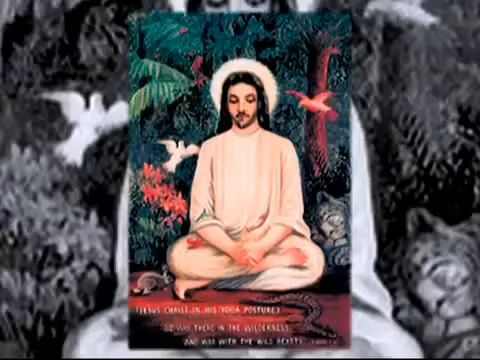 (JESUS CHRIST IN HIS YOGA POSTURE)
HE WAS THERE IN THE WILDERNESS
AND WAS WITH THE WILD BEASTS